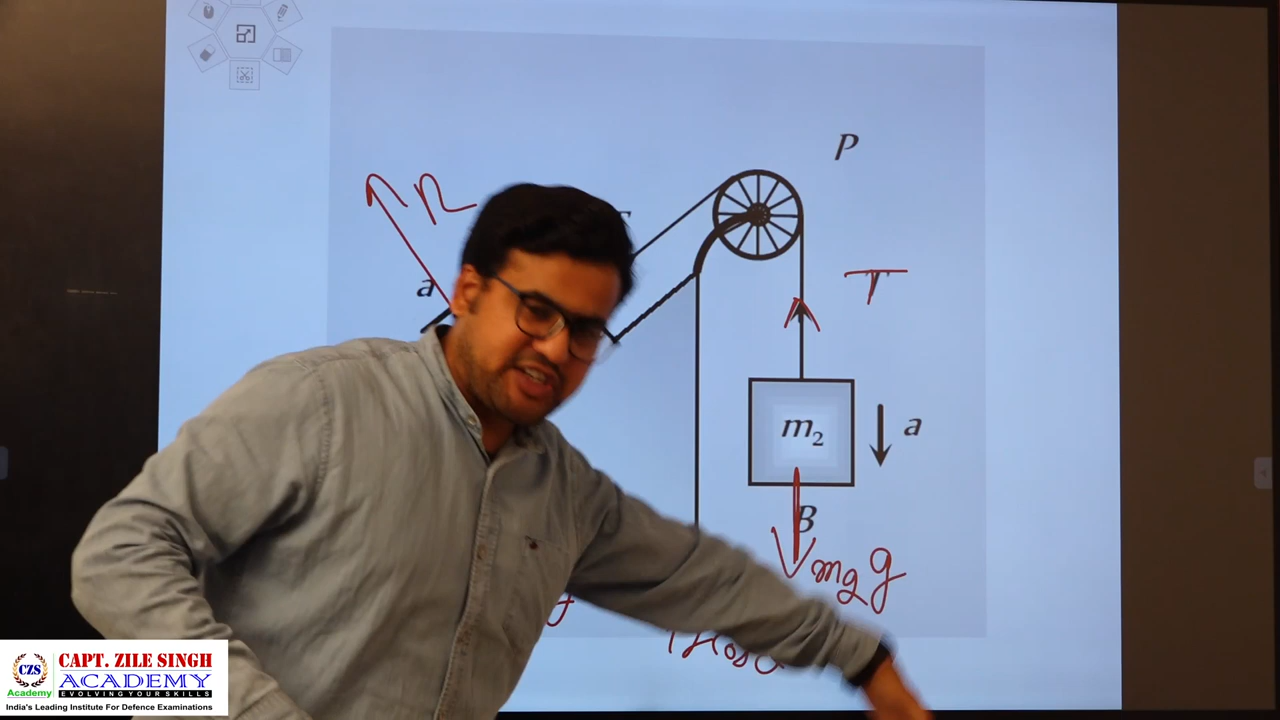 P
R
a
T
m₂
a
B
m₂g
CZS
Academy
CAPT. ZILE SINGH
ACADEMY
EVOLVING YOUR SKILLS
India's Leading Institute For Defence Examinations